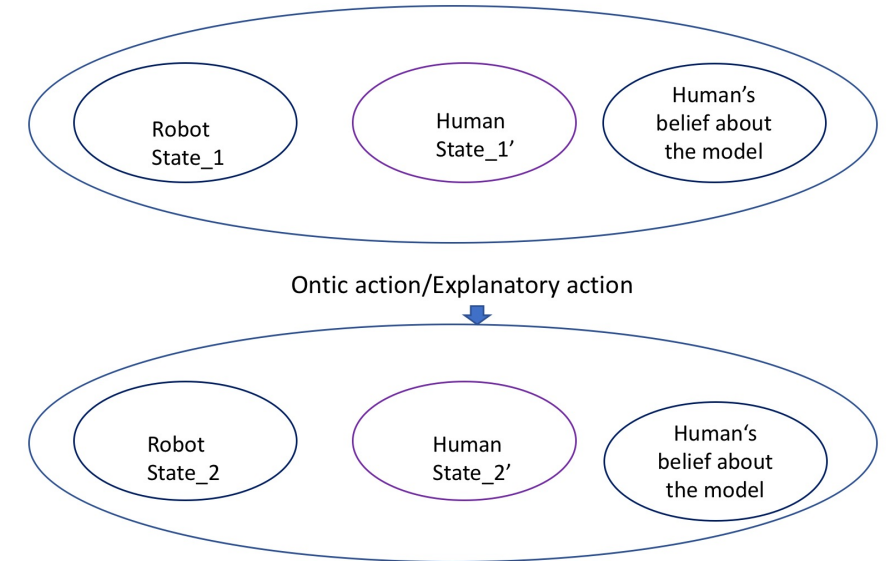 Robot
State_1
Human
State_1’
Human’s
belief about
the model
Ontic action/Explanatory action
Robot
State_2
Human
State_2’
Human‘s
belief about
the model